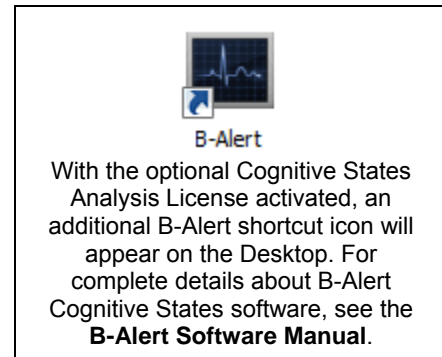 B-Alert
With the optional Cognitive States
Analysis License activated, an
additional B-Alert shortcut icon will
appear on the Desktop. For
complete details about B-Alert
Cognitive States software, see the
B-Alert Software Manual.